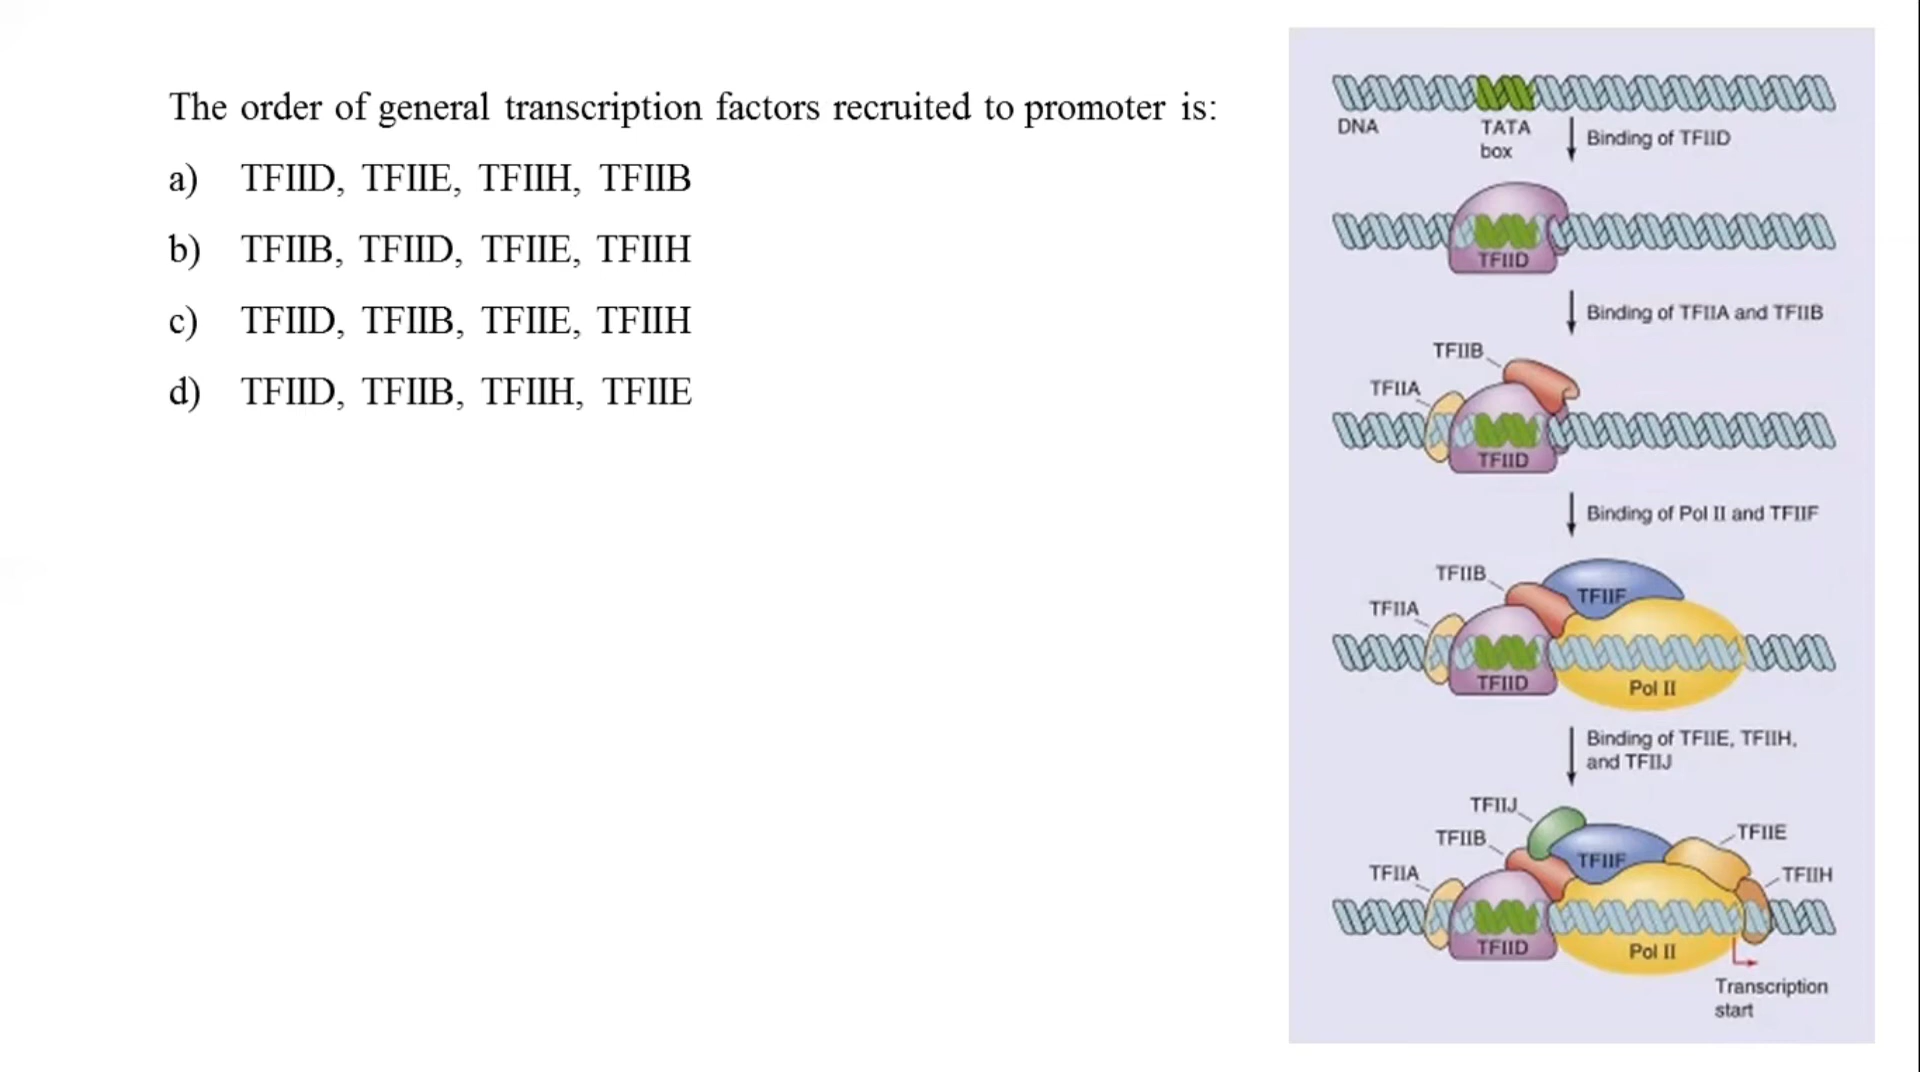 The order of general transcription factors recruited to promoter is:
a) TFIID, TFIIE, TFIIH, TFIIB
b) TFIIB, TFIID, TFIIE, TFIIH
c) TFIID, TFIIB, TFIIE, TFIIH
d) TFIID, TFIIB, TFIIH, TFIIE
DNA
TATA
box
Binding of TFIID
TFIID
Binding of TFIIA and TFIIB
TFIIB
TFIIA
TFIID
Binding of Pol II and TFIIF
TFIIB
TFIIF
TFIIA
TFIID
Pol II
Binding of TFIIE, TFIIH,
and TFIIJ
TFIIJ
TFIIB
TFIIE
TFIIF
TFIIA
TFIIH
TFIID
Pol II
Transcription
start